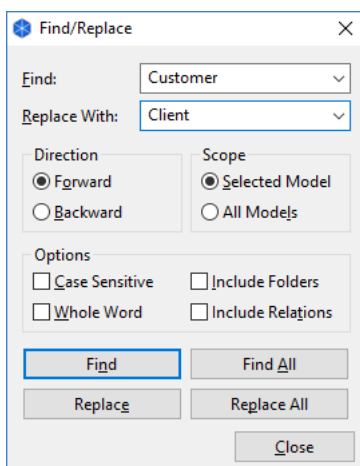 Find/Replace
Find: Customer
Replace With: Client
Direction Scope
Forward Selected Model
Backward All Models
Options
Case Sensitive Include Folders
Whole Word Include Relations
Find Find All
Replace Replace All
Close